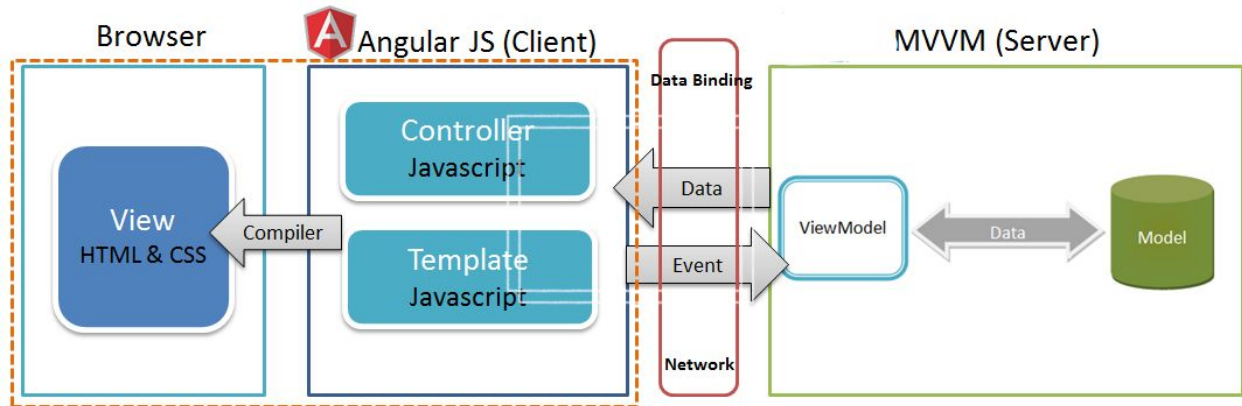 Browser
A
Angular JS (Client)
MVVM (Server)
Data Binding
Controller
Javascript
Data
View
HTML & CSS
Compiler
Template
Javascript
Event
ViewModel
Data
Model
Network